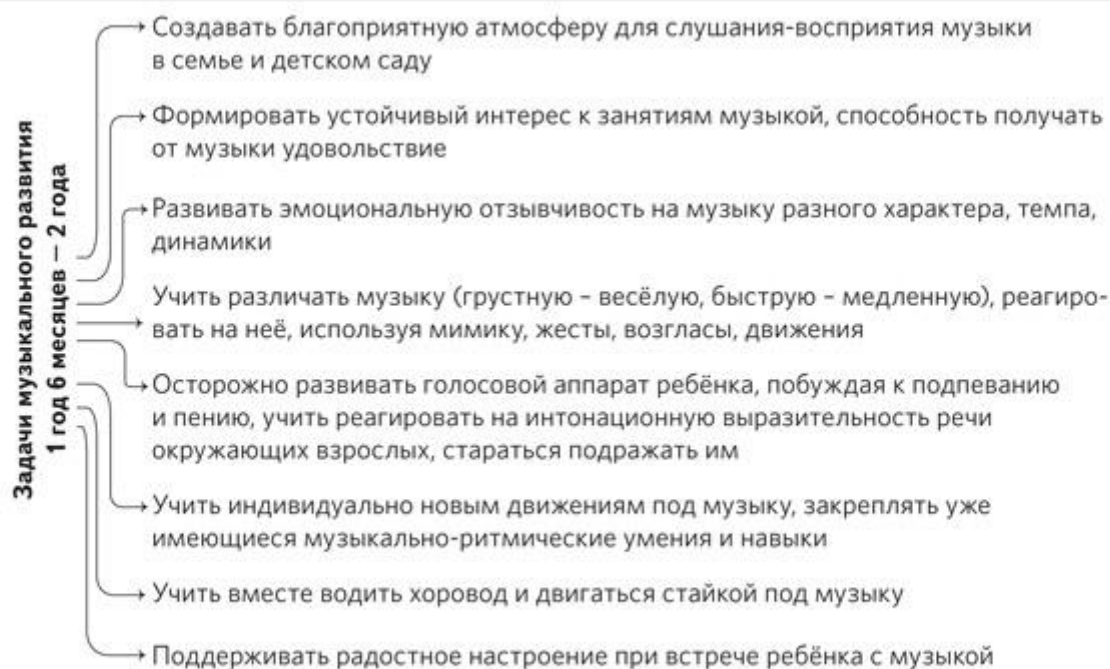 Задачи музыкального развития
1 год 6 месяцев — 2 года
Создавать благоприятную атмосферу для слушания-восприятия музыки
в семье и детском саду
Формировать устойчивый интерес к занятиям музыкой, способность получать
от музыки удовольствие
Развивать эмоциональную отзывчивость на музыку разного характера, темпа,
динамики
Учить различать музыку (грустную – весёлую, быструю – медленную), реагиро-
вать на неё, используя мимику, жесты, возгласы, движения
Осторожно развивать голосовой аппарат ребёнка, побуждая к подпеванию
и пению, учить реагировать на интонационную выразительность речи
окружающих взрослых, стараться подражать им
Учить индивидуально новым движениям под музыку, закреплять уже
имеющиеся музыкально-ритмические умения и навыки
Учить вместе водить хоровод и двигаться стайкой под музыку
Поддерживать радостное настроение при встрече ребёнка с музыкой